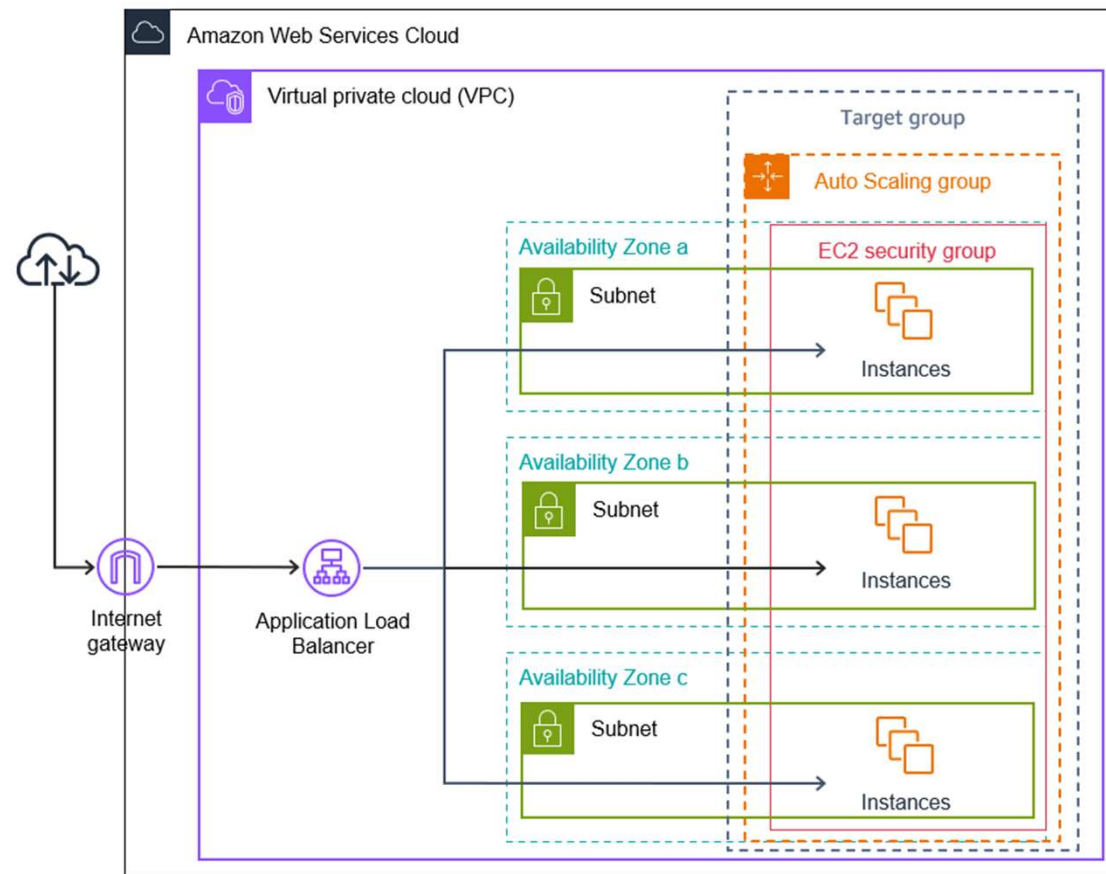 Amazon Web Services Cloud
Virtual private cloud (VPC)
Target group
Auto Scaling group
Availability Zone a
EC2 security group
Subnet
Instances
Availability Zone b
Subnet
Instances
Internet
gateway
Application Load
Balancer
Availability Zone c
Subnet
Instances